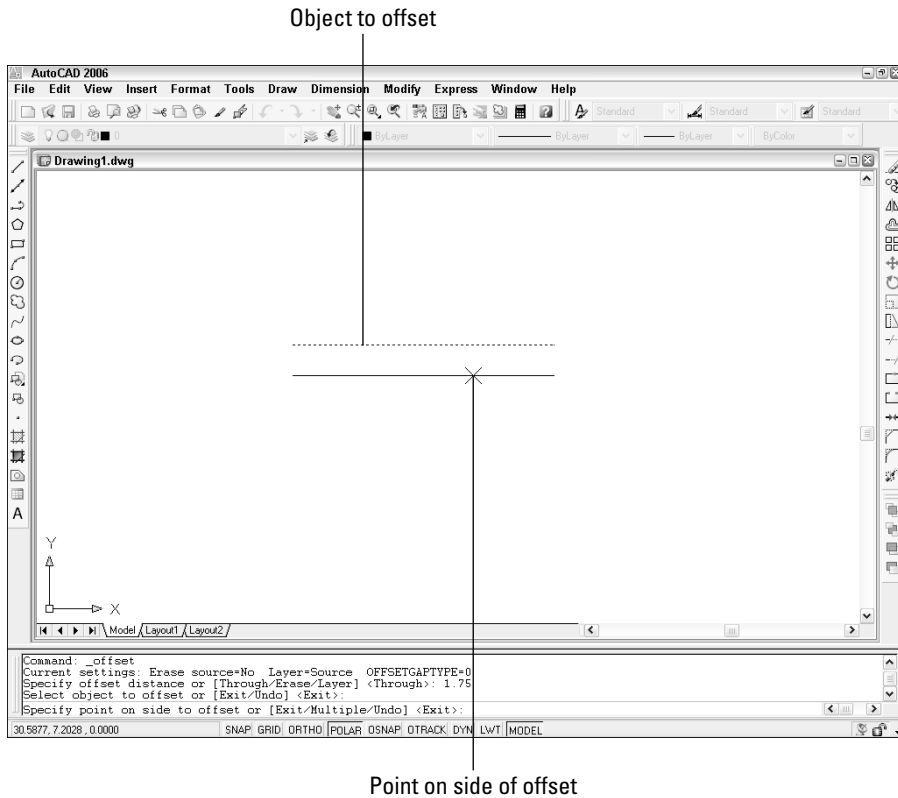 Object to offset
AutoCAD 2006
File Edit View Insert Format Tools Draw Dimension Modify Express Window Help
Standard Standard Standard
0 ByLayer ByLayer ByLayer ByColor
Drawing1.dwg
A
Y
X
Model Layout1 Layout2
Command: _offset
Current settings: Erase source=No Layer=Source OFFSETGAPTYPE=0
Specify offset distance or [Through/Erase/Layer] <Through>: 1.75
Select object to offset or [Exit/Undo] <Exit>:
Specify point on side to offset or [Exit/Multiple/Undo] <Exit>:
30.5877, 7.2028 , 0.0000 SNAP GRID ORTHO POLAR OSNAP OTRACK DYN LWT MODEL
Point on side of offset